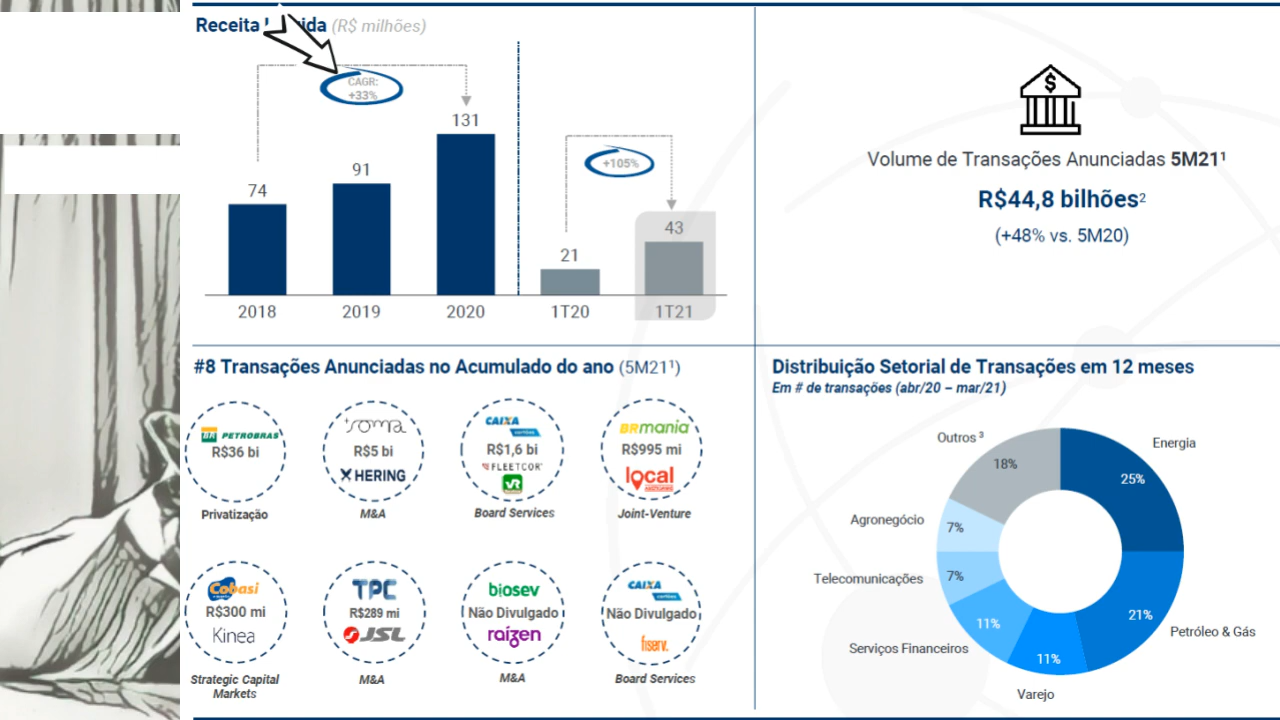 Receita (R$ milhões)
CAGR:
+33%
131
91
74
+105%
43
21
2018
2019
2020
1T20
1T21
Volume de Transações Anunciadas 5M21¹
R$44,8 bilhões²
(+48% vs. 5M20)
#8 Transações Anunciadas no Acumulado do ano (5M21¹)
BR PETROBRAS
R$36 bi
Privatização
soma
R$5 bi
HERING
M&A
CAIXA
R$1,6 bi
FLEETCOR
VR
Board Services
BRmania
R$995 mi
local
Joint-Venture
Cobasi
R$300 mi
Kinea
Strategic Capital
Markets
TPC
R$289 mi
JSL
M&A
biosev
Não Divulgado
raízen
M&A
CAIXA
Não Divulgado
fiserv.
Board Services
Distribuição Setorial de Transações em 12 meses
Em # de transações (abr/20 – mar/21)
Outros ³
18%
Energia
25%
Agronegócio
7%
Telecomunicações
7%
Serviços Financeiros
11%
Varejo
11%
Petróleo & Gás
21%